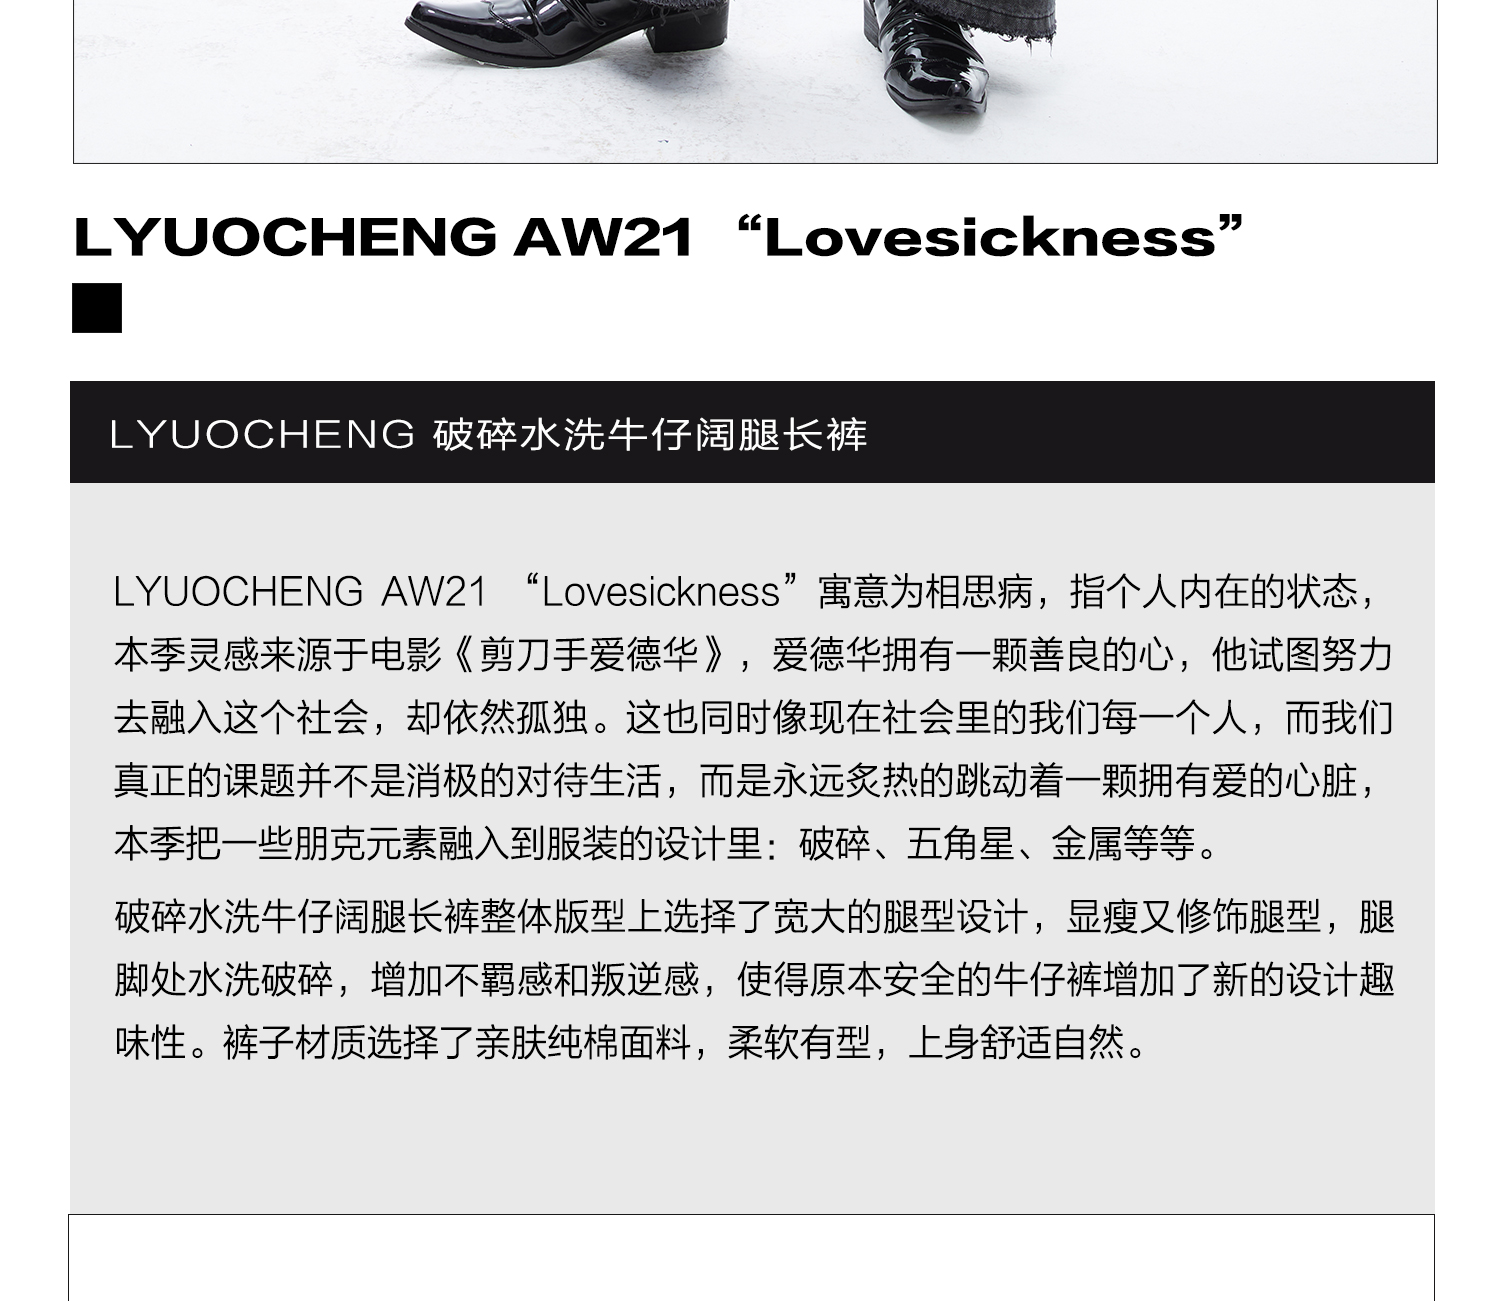 LYUOCHENG AW21 “Lovesickness”
LYUOCHENG 破碎水洗牛仔阔腿长裤
LYUOCHENG AW21 “Lovesickness”寓意为相思病，指个人内在的状态，
本季灵感来源于电影《剪刀手爱德华》，爱德华拥有一颗善良的心，他试图努力
去融入这个社会，却依然孤独。这也同时像现在社会里的我们每一个人，而我们
真正的课题并不是消极的对待生活，而是永远炙热的跳动着一颗拥有爱的心脏，
本季把一些朋克元素融入到服装的设计里：破碎、五角星、金属等等。
破碎水洗牛仔阔腿长裤整体版型上选择了宽大的腿型设计，显瘦又修饰腿型，腿
脚处水洗破碎，增加不羁感和叛逆感，使得原本安全的牛仔裤增加了新的设计趣
味性。裤子材质选择了亲肤纯棉面料，柔软有型，上身舒适自然。